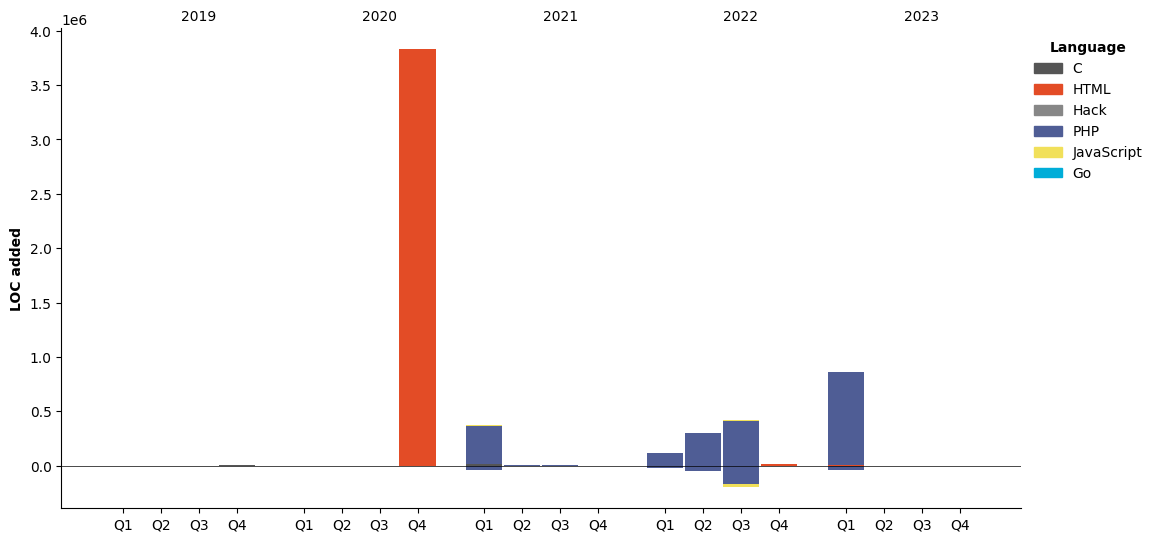 1e6
2019 2020 2021 2022 2023
4.0
3.5
3.0
2.5
2.0
1.5
1.0
0.5
0.0
LOC added
Q1 Q2 Q3 Q4 Q1 Q2 Q3 Q4 Q1 Q2 Q3 Q4 Q1 Q2 Q3 Q4 Q1 Q2 Q3 Q4
Language
C
HTML
Hack
PHP
JavaScript
Go